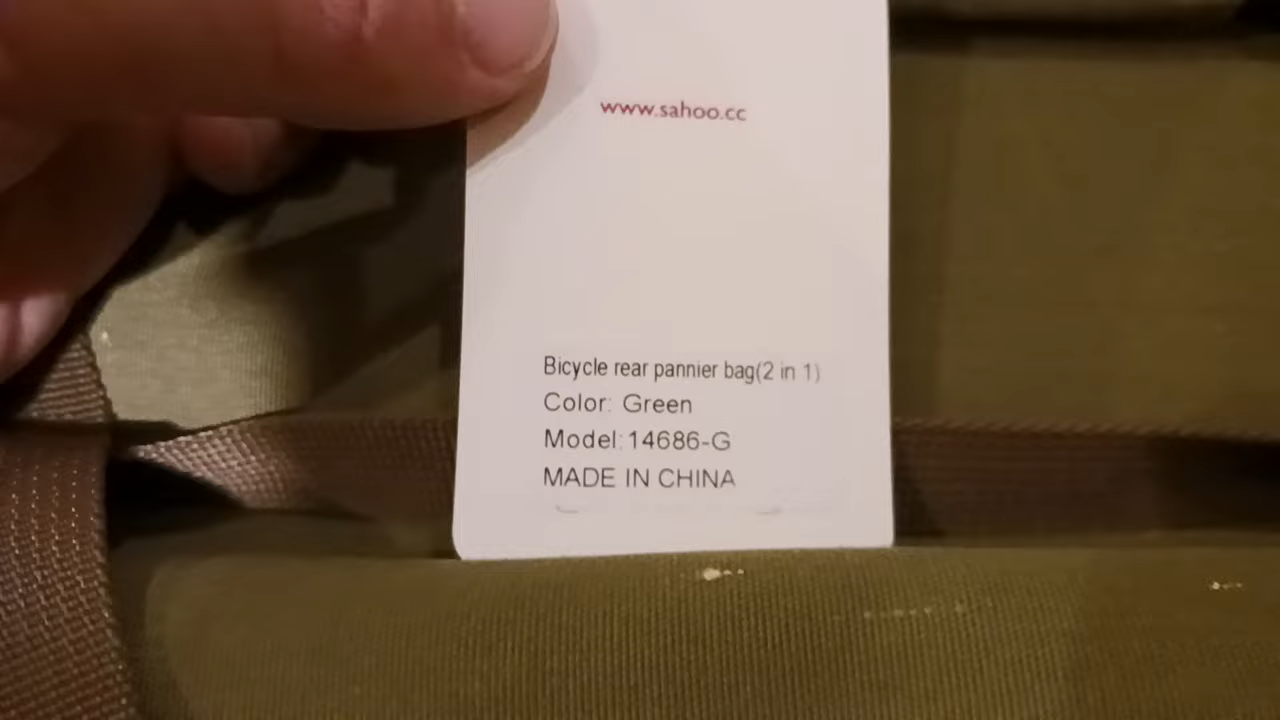 www.sahoo.cc
Bicycle rear pannier bag(2 in 1)
Color: Green
Model:14686-G
MADE IN CHINA